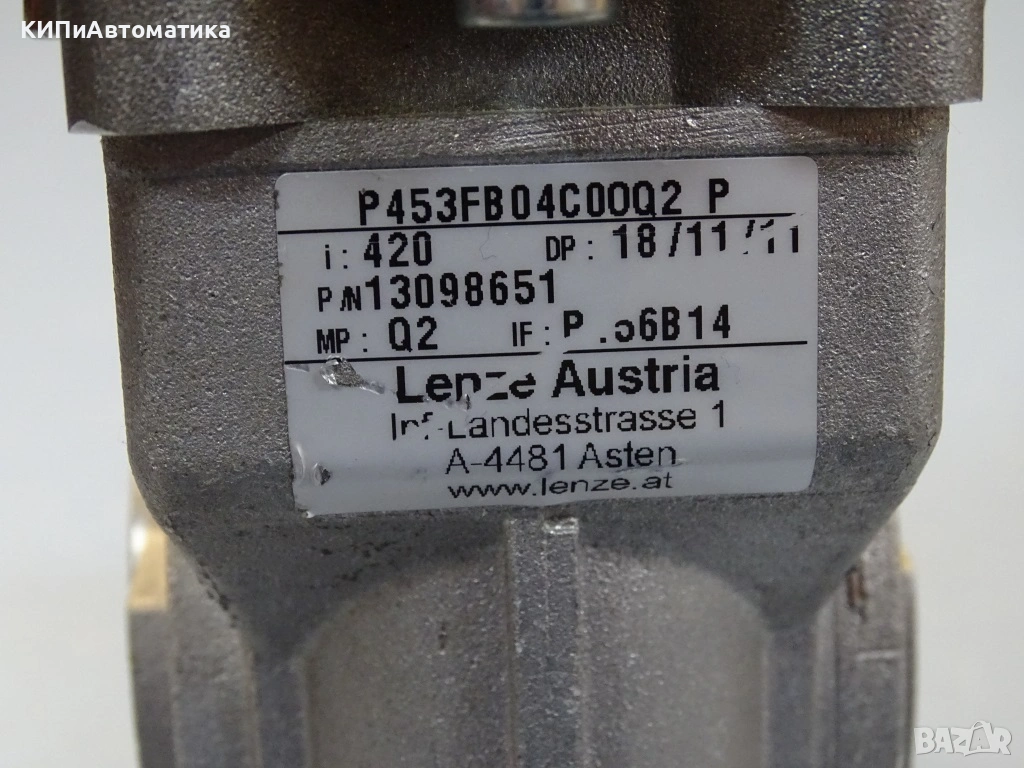 КИПиАвтоматика
P453FB04C00Q2 P
i: 420 DP: 18/11/11
P/N13098651
MP: Q2 IF: P
Lenze Austria
Landesstrasse 1
A-4481 Asten
www.lenze.at
BAZAR